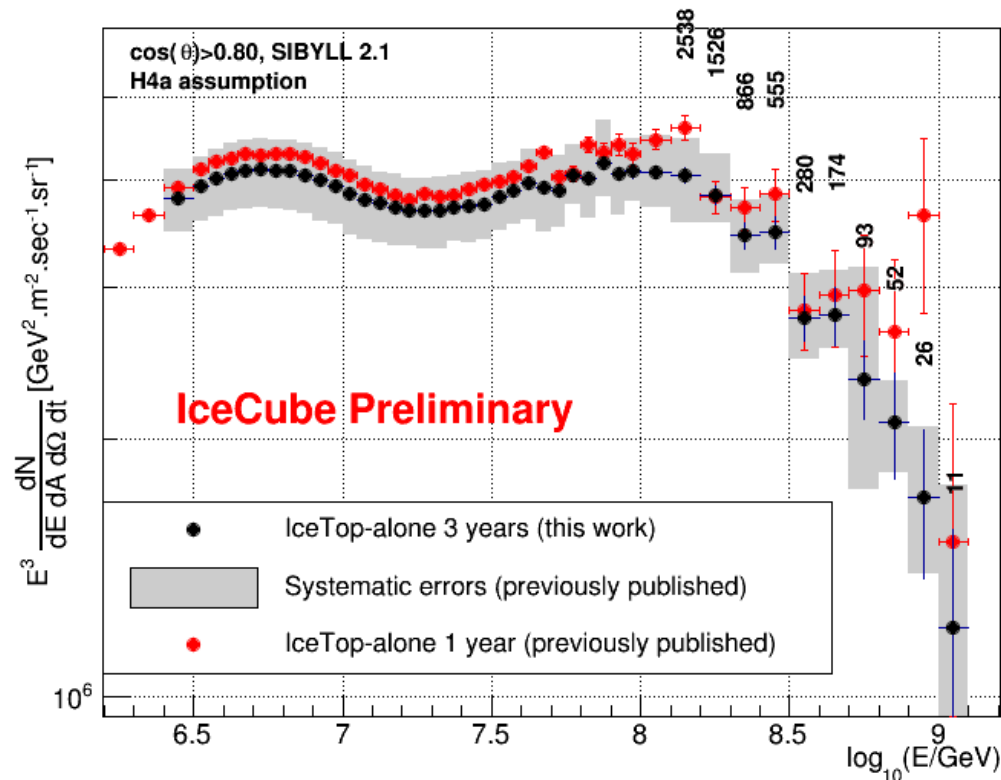 cos(θ)>0.80, SIBYLL 2.1
H4a assumption
2538
1526
866
555
280
174
93
52
26
11
E³ dN/dE dA dΩ dt [GeV².m⁻².sec⁻¹.sr⁻¹]
IceCube Preliminary
IceTop-alone 3 years (this work)
Systematic errors (previously published)
IceTop-alone 1 year (previously published)
10⁶
6.5 7 7.5 8 8.5 9
log₁₀(E/GeV)